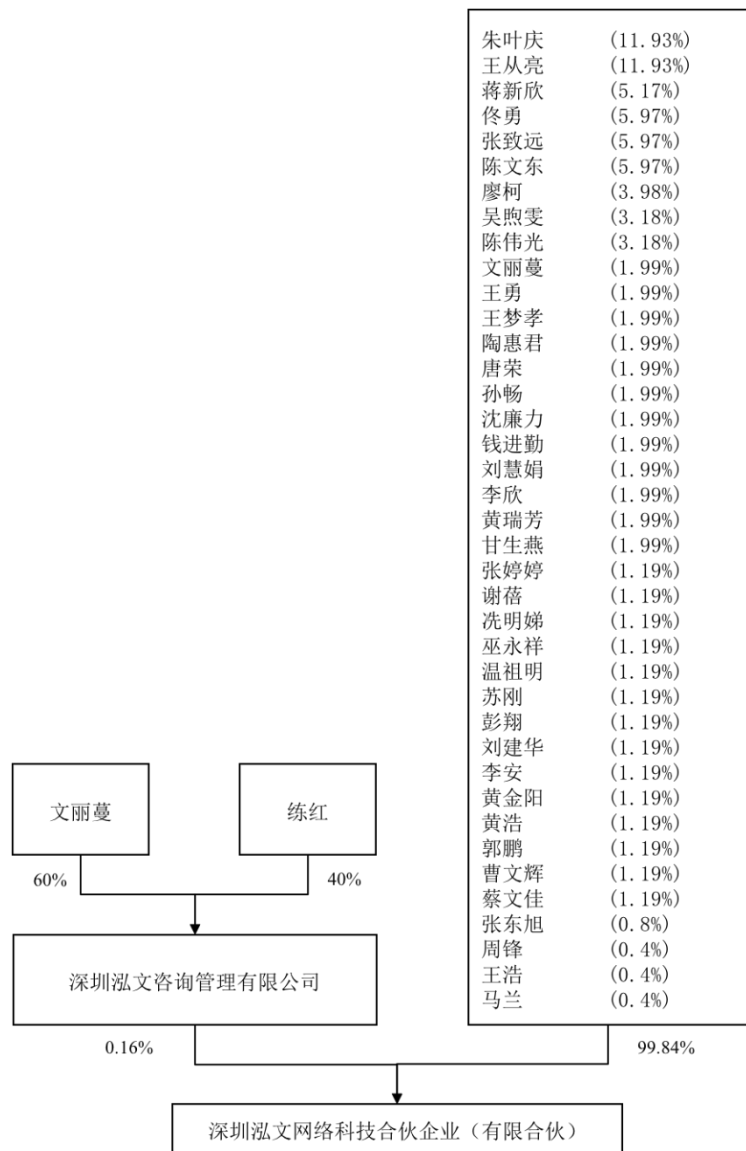 朱叶庆 (11.93%)
王从亮 (11.93%)
蒋新欣 (5.17%)
佟勇 (5.97%)
张致远 (5.97%)
陈文东 (5.97%)
廖柯 (3.98%)
吴煦雯 (3.18%)
陈伟光 (3.18%)
文丽蔓 (1.99%)
王勇 (1.99%)
王梦孝 (1.99%)
陶惠君 (1.99%)
唐荣 (1.99%)
孙畅 (1.99%)
沈廉力 (1.99%)
钱进勤 (1.99%)
刘慧娟 (1.99%)
李欣 (1.99%)
黄瑞芳 (1.99%)
甘生燕 (1.99%)
张婷婷 (1.19%)
谢蓓 (1.19%)
冼明娣 (1.19%)
巫永祥 (1.19%)
温祖明 (1.19%)
苏刚 (1.19%)
彭翔 (1.19%)
刘建华 (1.19%)
李安 (1.19%)
黄金阳 (1.19%)
黄浩 (1.19%)
郭鹏 (1.19%)
曹文辉 (1.19%)
蔡文佳 (1.19%)
张东旭 (0.8%)
周锋 (0.4%)
王浩 (0.4%)
马兰 (0.4%)
文丽蔓
练红
60%
40%
深圳泓文咨询管理有限公司
0.16%
99.84%
深圳泓文网络科技合伙企业（有限合伙）